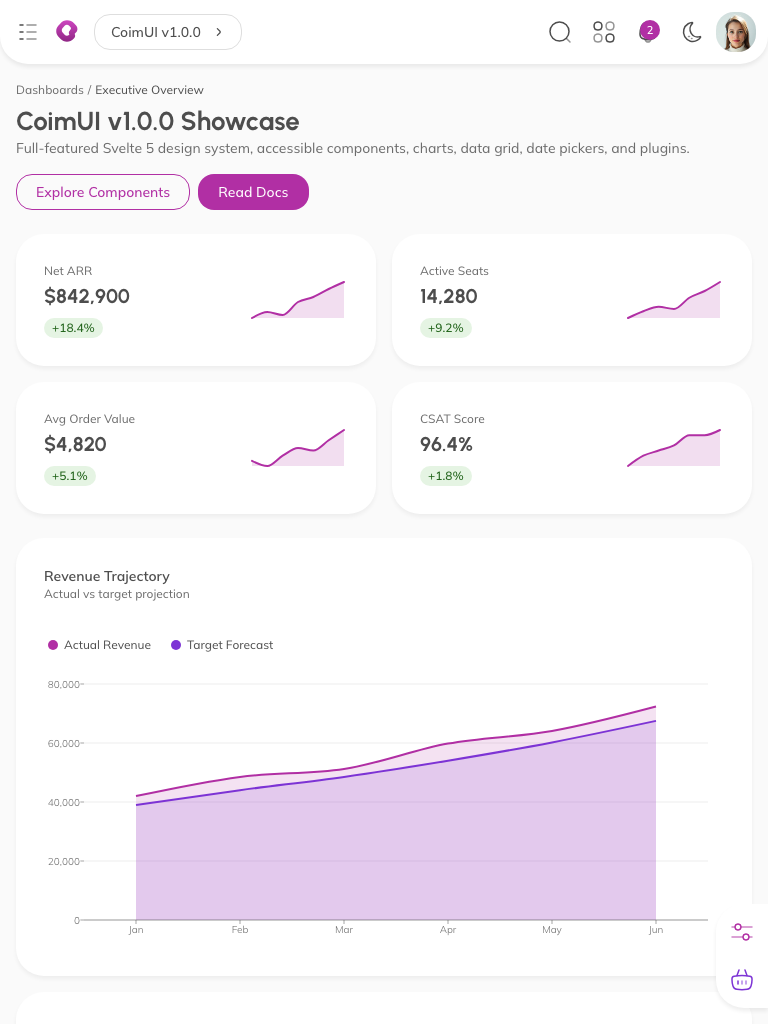 CoimUI v1.0.0
2
Dashboards / Executive Overview
CoimUI v1.0.0 Showcase
Full-featured Svelte 5 design system, accessible components, charts, data grid, date pickers, and plugins.
Explore Components
Read Docs
Net ARR
$842,900
+18.4%
Active Seats
14,280
+9.2%
Avg Order Value
$4,820
+5.1%
CSAT Score
96.4%
+1.8%
Revenue Trajectory
Actual vs target projection
Actual Revenue
Target Forecast
80,000
60,000
40,000
20,000
0
Jan Feb Mar Apr May Jun